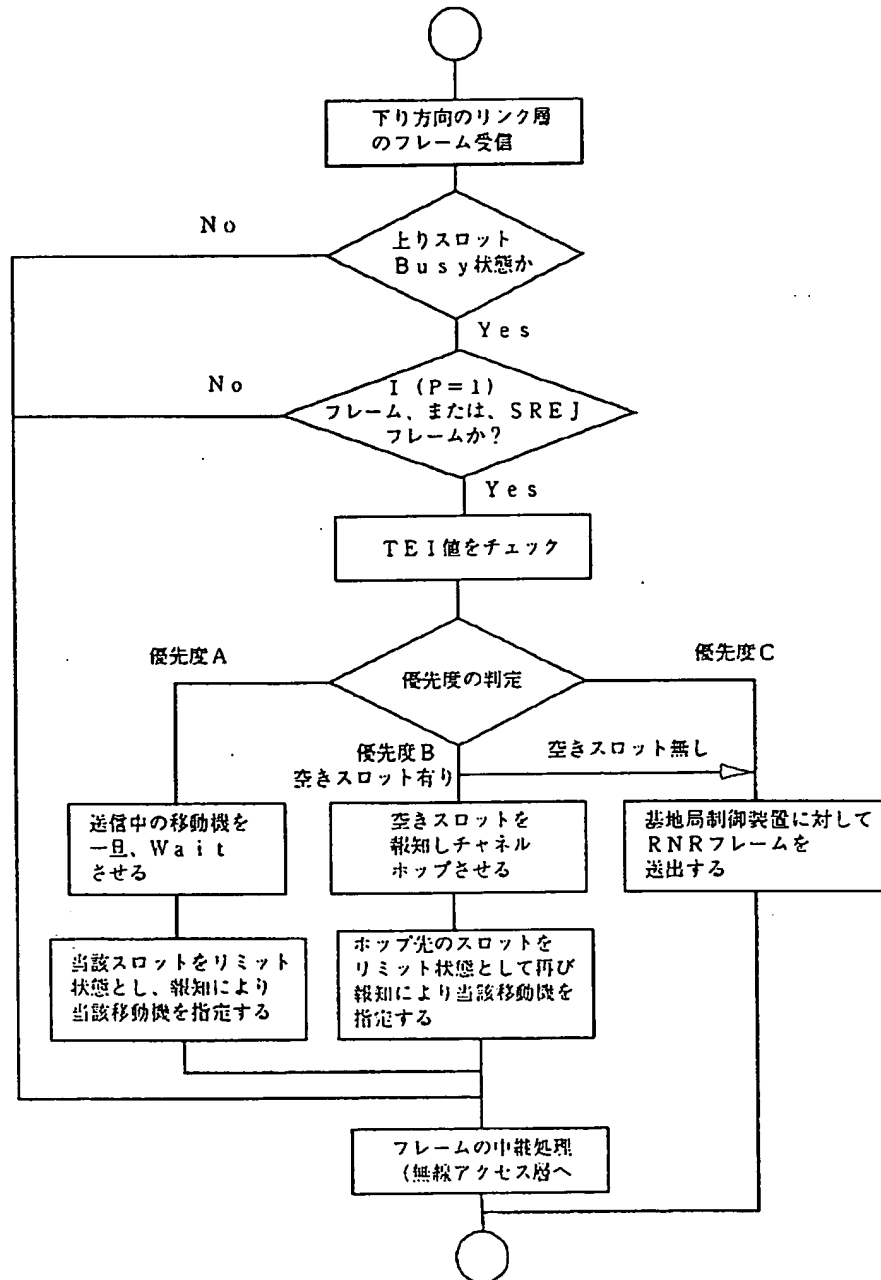 下り方向のリンク層
のフレーム受信
No
上りスロット
Busy状態か
Yes
No
I (P=1)
フレーム、または、SREJ
フレームか?
Yes
TEI値をチェック
優先度A
優先度C
優先度の判定
優先度B
空きスロット有り
空きスロット無し
送信中の移動機を
一旦、Wait
させる
空きスロットを
報知しチャネル
ホップさせる
基地局制御装置に対して
RNRフレームを
送出する
当該スロットをリミット
状態とし、報知により
当該移動機を指定する
ホップ先のスロットを
リミット状態として再び
報知により当該移動機を
指定する
フレームの中継処理
(無線アクセス層へ